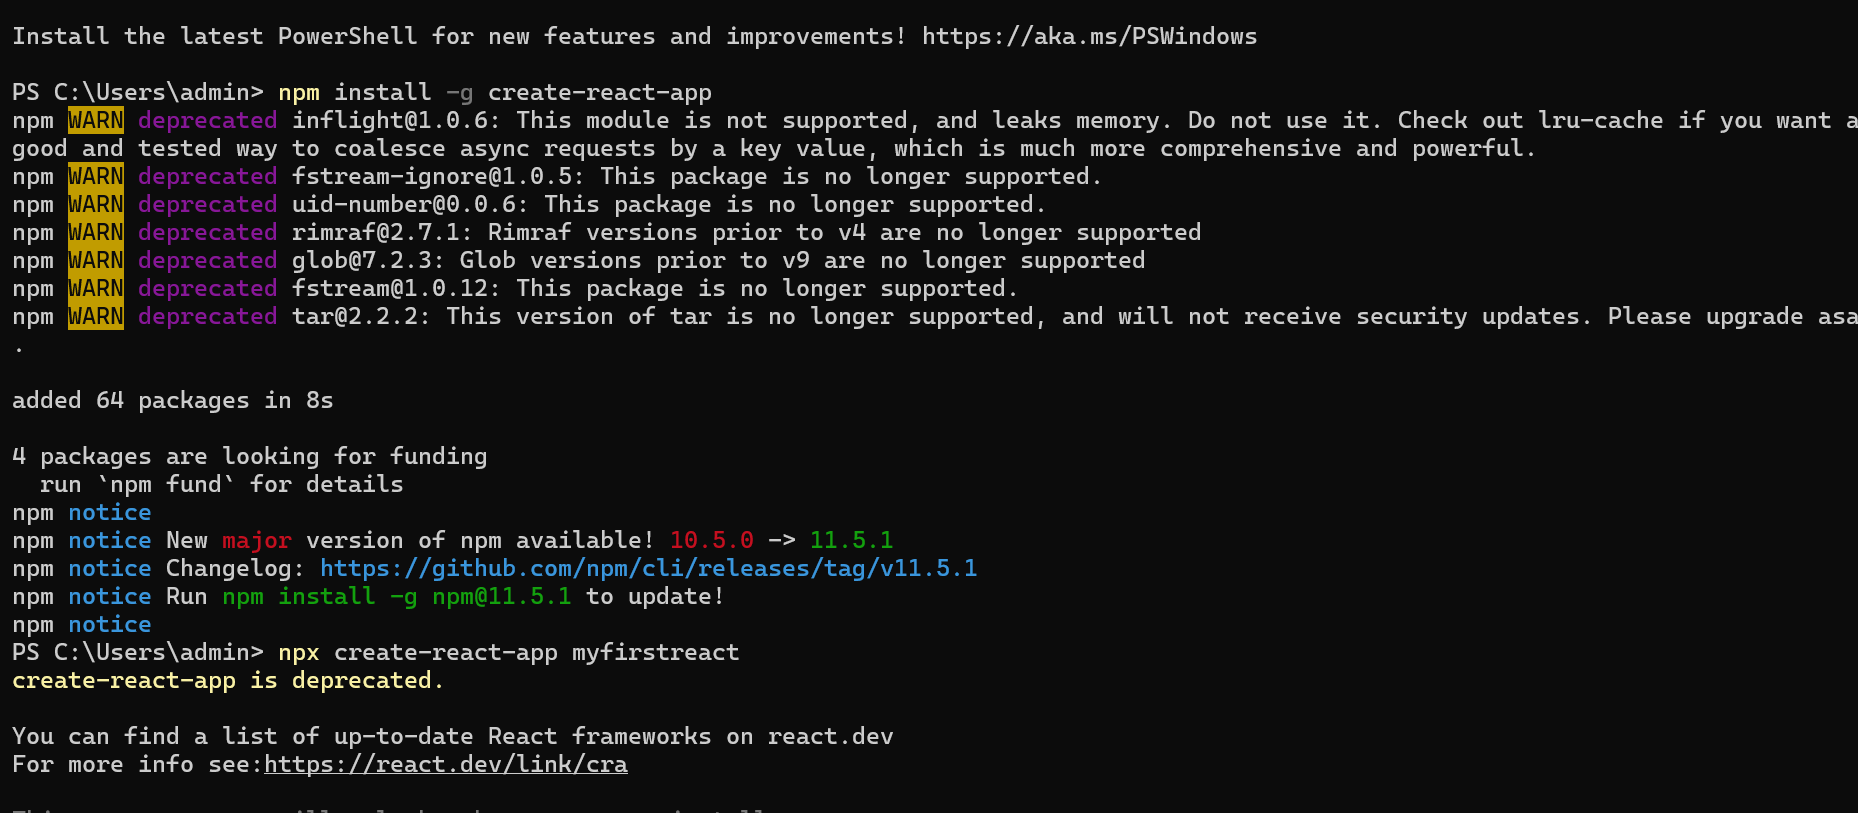 Install the latest PowerShell for new features and improvements! https://aka.ms/PSWindows
PS C:\Users\admin> npm install -g create-react-app
npm WARN deprecated inflight@1.0.6: This module is not supported, and leaks memory. Do not use it. Check out lru-cache if you want a
good and tested way to coalesce async requests by a key value, which is much more comprehensive and powerful.
npm WARN deprecated fstream-ignore@1.0.5: This package is no longer supported.
npm WARN deprecated uid-number@0.0.6: This package is no longer supported.
npm WARN deprecated rimraf@2.7.1: Rimraf versions prior to v4 are no longer supported
npm WARN deprecated glob@7.2.3: Glob versions prior to v9 are no longer supported
npm WARN deprecated fstream@1.0.12: This package is no longer supported.
npm WARN deprecated tar@2.2.2: This version of tar is no longer supported, and will not receive security updates. Please upgrade asa
.
added 64 packages in 8s
4 packages are looking for funding
  run `npm fund` for details
npm notice
npm notice New major version of npm available! 10.5.0 -> 11.5.1
npm notice Changelog: https://github.com/npm/cli/releases/tag/v11.5.1
npm notice Run npm install -g npm@11.5.1 to update!
npm notice
PS C:\Users\admin> npx create-react-app myfirstreact
create-react-app is deprecated.
You can find a list of up-to-date React frameworks on react.dev
For more info see:https://react.dev/link/cra